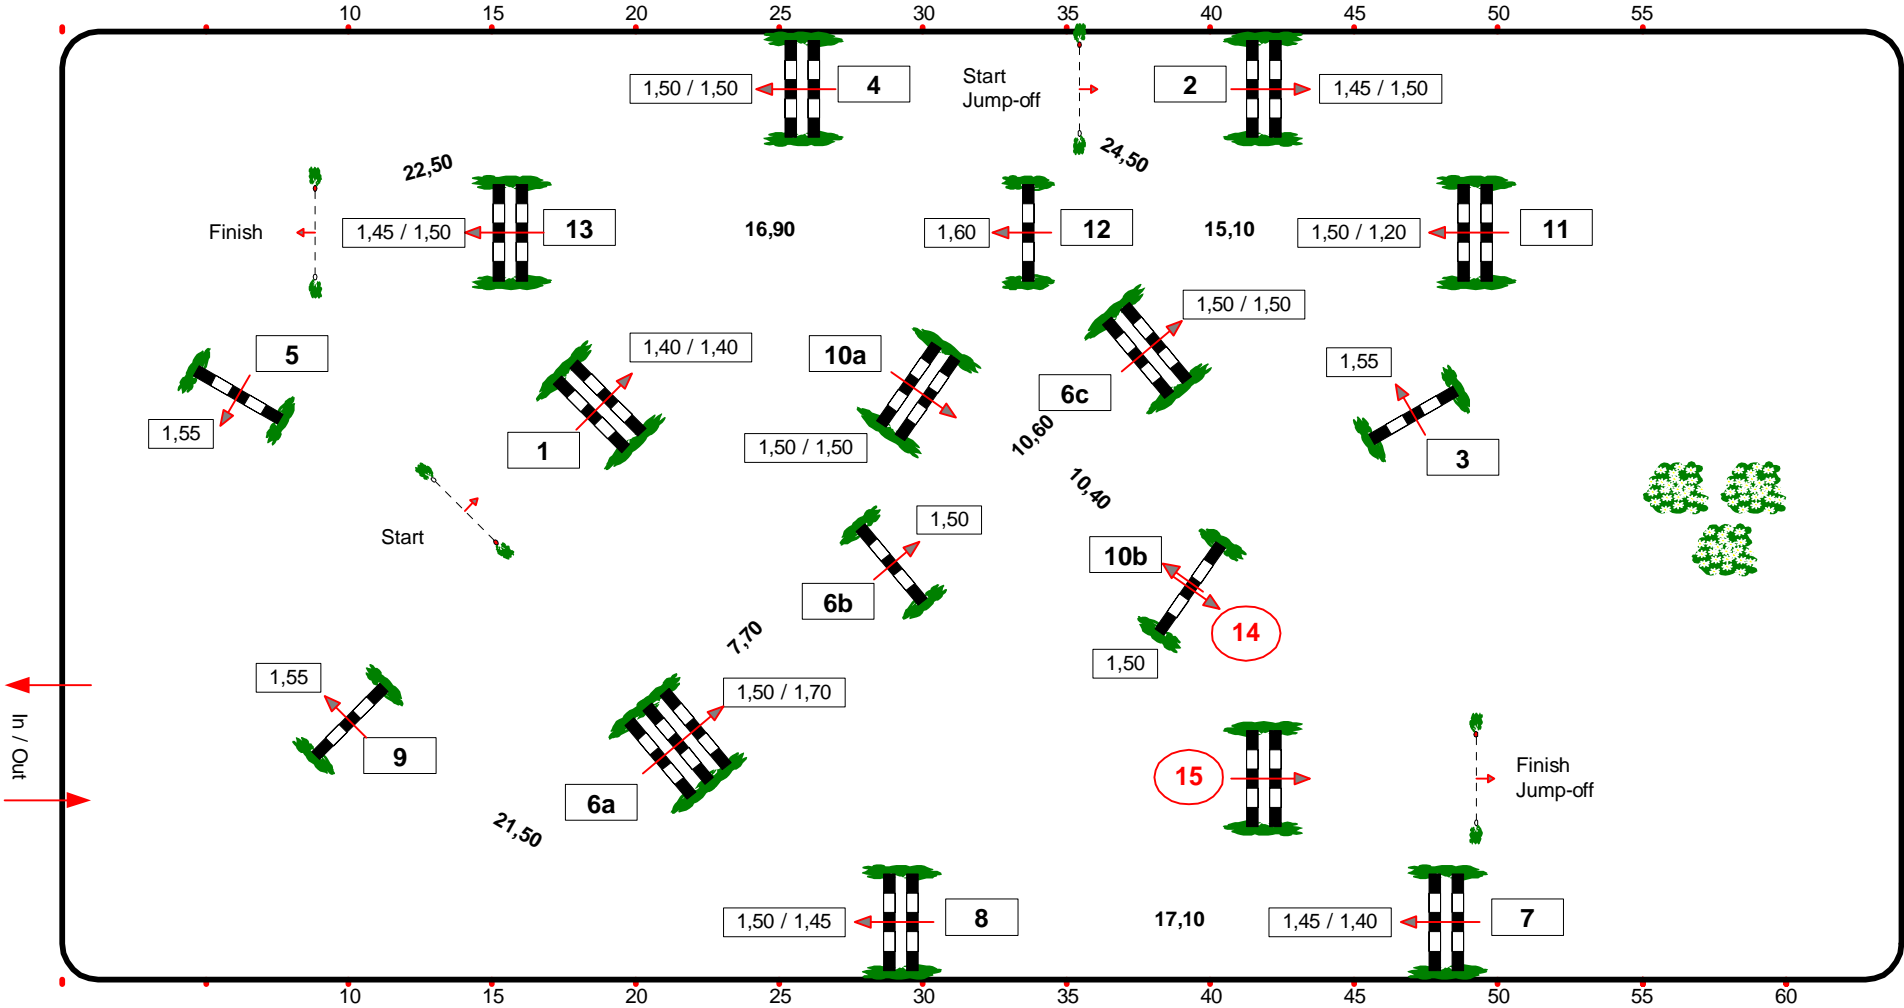 10 15 20 25 30 35 40 45 50 55
1,50 / 1,50
4
Start
Jump-off
2
1,45 / 1,50
22,50
24,50
Finish
1,45 / 1,50
13
16,90
1,60
12
15,10
1,50 / 1,20
11
5
1,55
1,40 / 1,40
1
10a
1,50 / 1,50
1,50 / 1,50
6c
10,60
1,55
3
10,40
Start
1,50
6b
10b
14
1,50
7,70
1,55
9
1,50 / 1,70
6a
In / Out
15
Finish
Jump-off
21,50
1,50 / 1,45
8
17,10
1,45 / 1,40
7
10 15 20 25 30 35 40 45 50 55 60